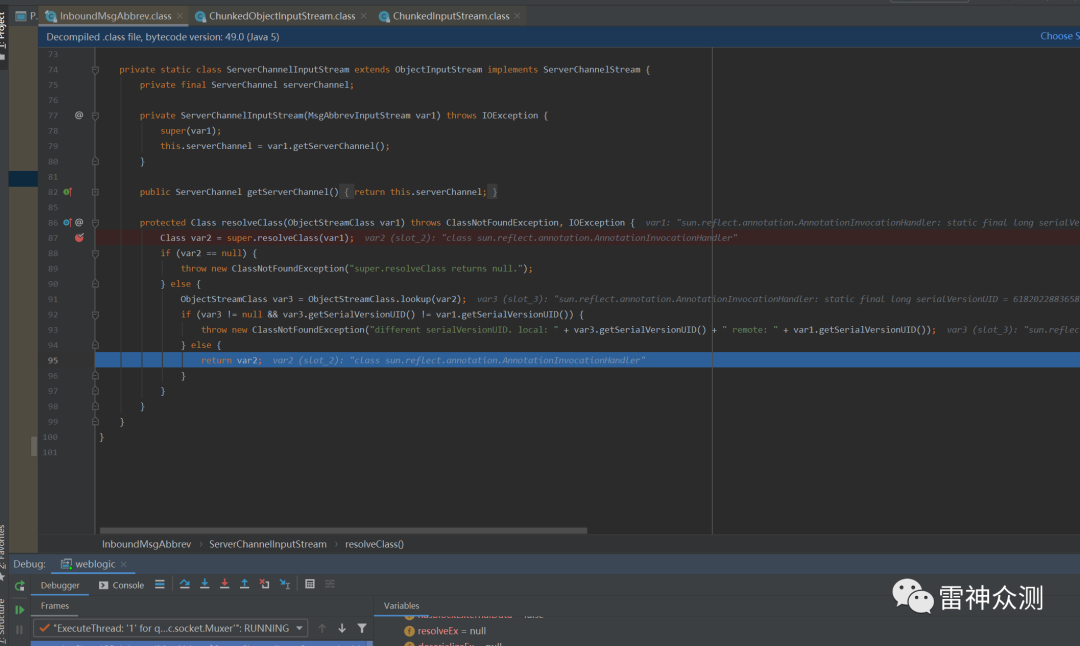 1: Project
P.
InboundMsgAbbrev.class
ChunkedObjectInputStream.class
ChunkedInputStream.class
Decompiled .class file, bytecode version: 49.0 (Java 5)
Choose S
73
74 private static class ServerChannelInputStream extends ObjectInputStream implements ServerChannelStream {
75 private final ServerChannel serverChannel;
76
77 @ private ServerChannelInputStream(MsgAbbrevInputStream var1) throws IOException {
78 super(var1);
79 this.serverChannel = var1.getServerChannel();
80 }
81
82 public ServerChannel getServerChannel() { return this.serverChannel; }
85
86 @ protected Class resolveClass(ObjectStreamClass var1) throws ClassNotFoundException, IOException { var1: "sun.reflect.annotation.AnnotationInvocationHandler: static final long serialVe
87 Class var2 = super.resolveClass(var1); var2 (slot_2): "class sun.reflect.annotation.AnnotationInvocationHandler"
88 if (var2 == null) {
89 throw new ClassNotFoundException("super.resolveClass returns null.");
90 } else {
91 ObjectStreamClass var3 = ObjectStreamClass.lookup(var2); var3 (slot_3): "sun.reflect.annotation.AnnotationInvocationHandler: static final long serialVersionUID = 6182022883658
92 if (var3 != null && var3.getSerialVersionUID() != var1.getSerialVersionUID()) {
93 throw new ClassNotFoundException("different serialVersionUID. local: " + var3.getSerialVersionUID() + " remote: " + var1.getSerialVersionUID()); var3 (slot_3): "sun.reflec
94 } else {
95 return var2; var2 (slot_2): "class sun.reflect.annotation.AnnotationInvocationHandler"
96 }
97 }
98 }
99 }
100 }
101
InboundMsgAbbrev › ServerChannelInputStream › resolveClass()
2: Favorites
Debug: weblogic
Debugger Console
Frames
Variables
7: Structure
"ExecuteThread: '1' for q...c.socket.Muxer'": RUNNING
resolveEx = null
雷神众测